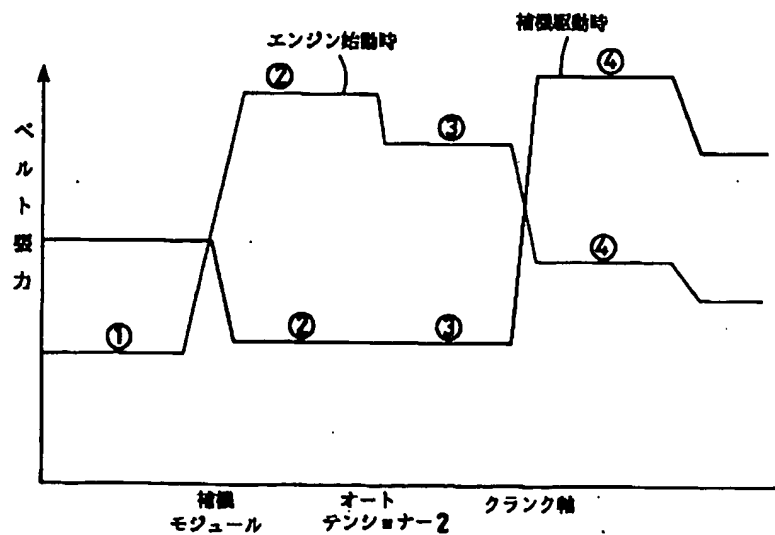 エンジン始動時
補機駆動時
②
④
③
ベルト張力
④
①
②
③
補機
モジュール
オート
テンショナー2
クランク軸